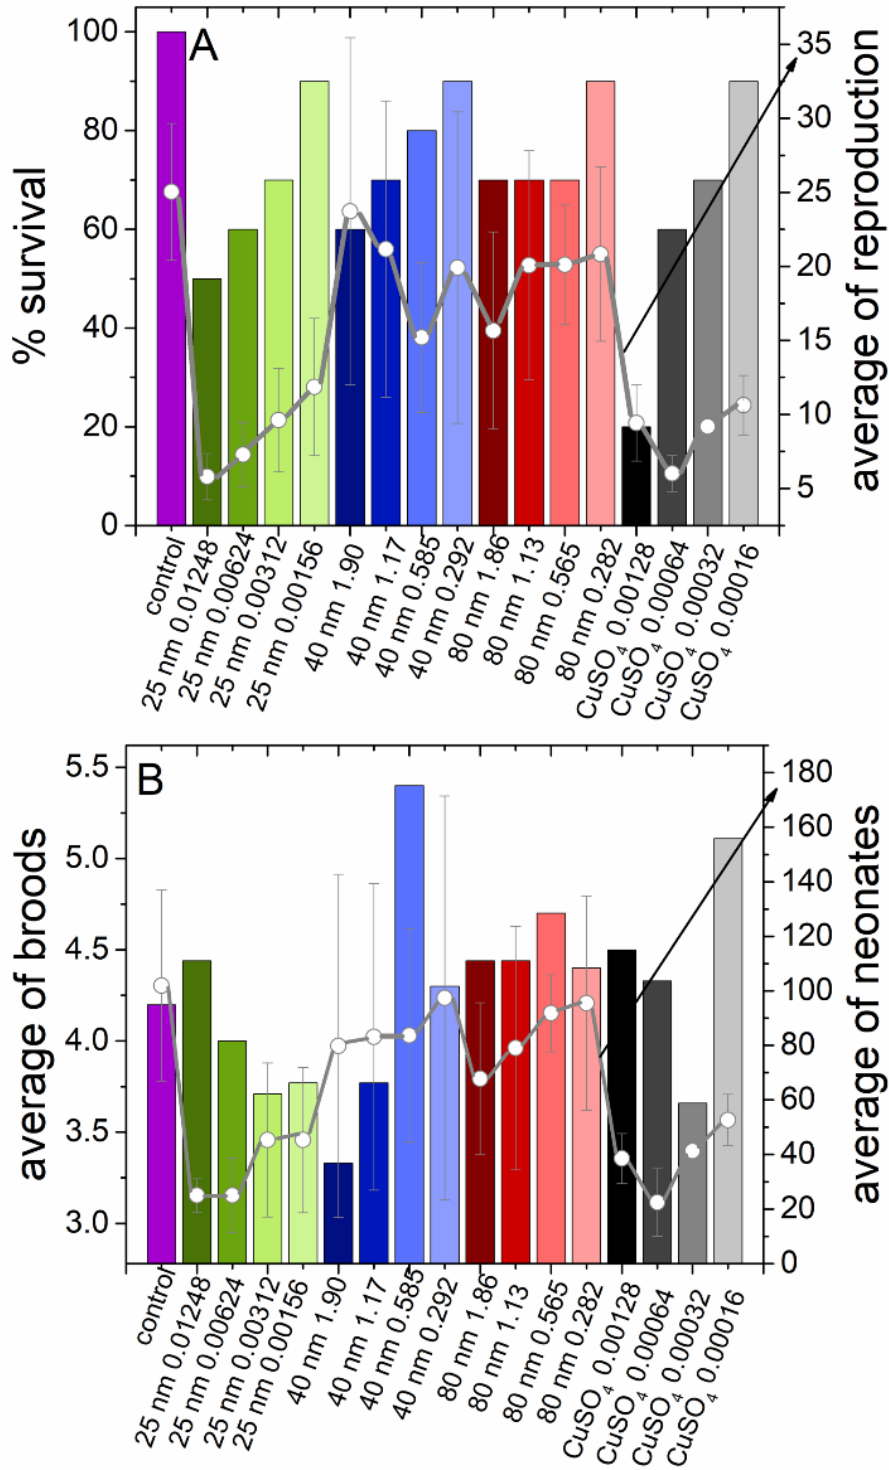 A
% survival
100
80
60
40
20
0
average of reproduction
35
30
25
20
15
10
5
control
25 nm 0.01248
25 nm 0.00624
25 nm 0.00312
25 nm 0.00156
40 nm 1.90
40 nm 1.17
40 nm 0.585
40 nm 0.292
80 nm 1.86
80 nm 1.13
80 nm 0.565
80 nm 0.282
CuSO₄ 0.00128
CuSO₄ 0.00064
CuSO₄ 0.00032
CuSO₄ 0.00016
B
average of broods
5.5
5.0
4.5
4.0
3.5
3.0
average of neonates
180
160
140
120
100
80
60
40
20
0
control
25 nm 0.01248
25 nm 0.00624
25 nm 0.00312
25 nm 0.00156
40 nm 1.90
40 nm 1.17
40 nm 0.585
40 nm 0.292
80 nm 1.86
80 nm 1.13
80 nm 0.565
80 nm 0.282
CuSO₄ 0.00128
CuSO₄ 0.00064
CuSO₄ 0.00032
CuSO₄ 0.00016